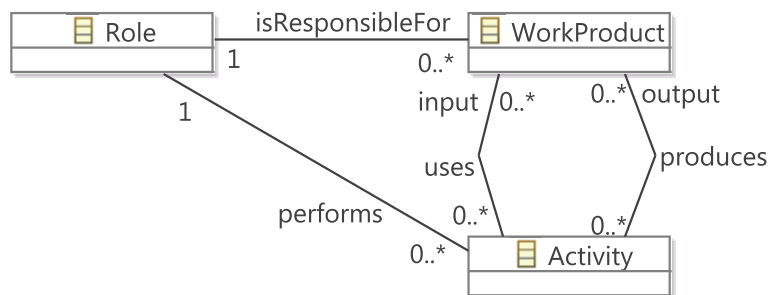 Role
isResponsibleFor
WorkProduct
1
0..*
input
0..*
0..*
output
1
uses
produces
performs
0..*
0..*
0..*
Activity